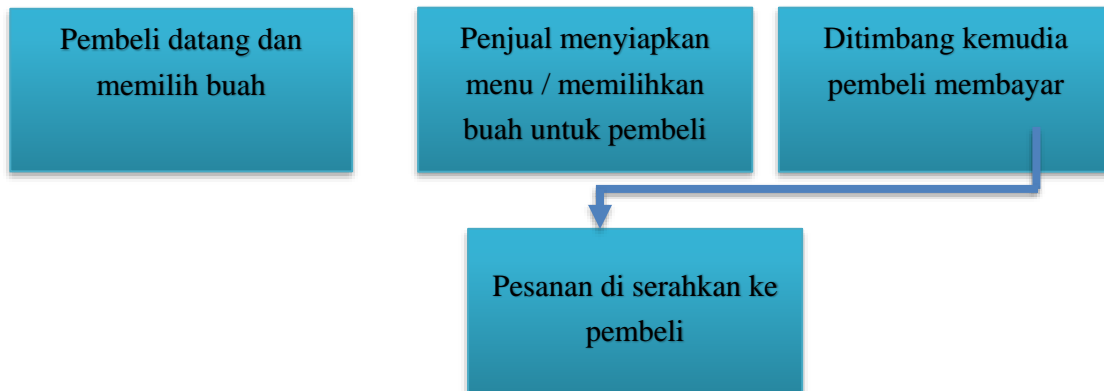 Pembeli datang dan
memilih buah
Penjual menyiapkan
menu / memilihkan
buah untuk pembeli
Ditimbang kemudia
pembeli membayar
Pesanan di serahkan ke
pembeli